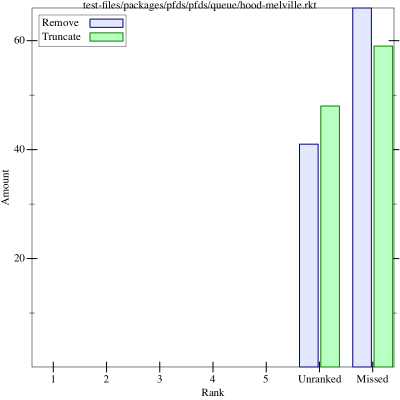 test-files/packages/pfds/pfds/queue/hood-melville.rkt
Remove
Truncate
60
40
20
Amount
1 2 3 4 5 Unranked Missed
Rank